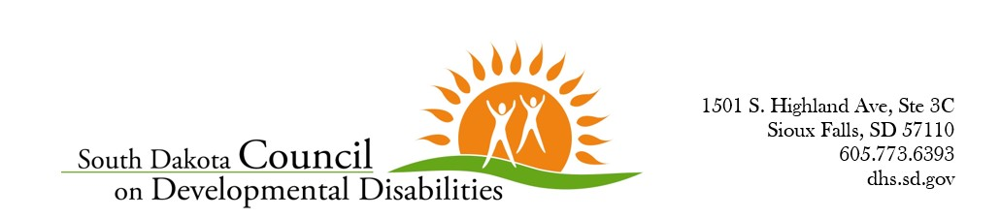 South Dakota Council
on Developmental Disabilities
1501 S. Highland Ave, Ste 3C
Sioux Falls, SD 57110
605.773.6393
dhs.sd.gov